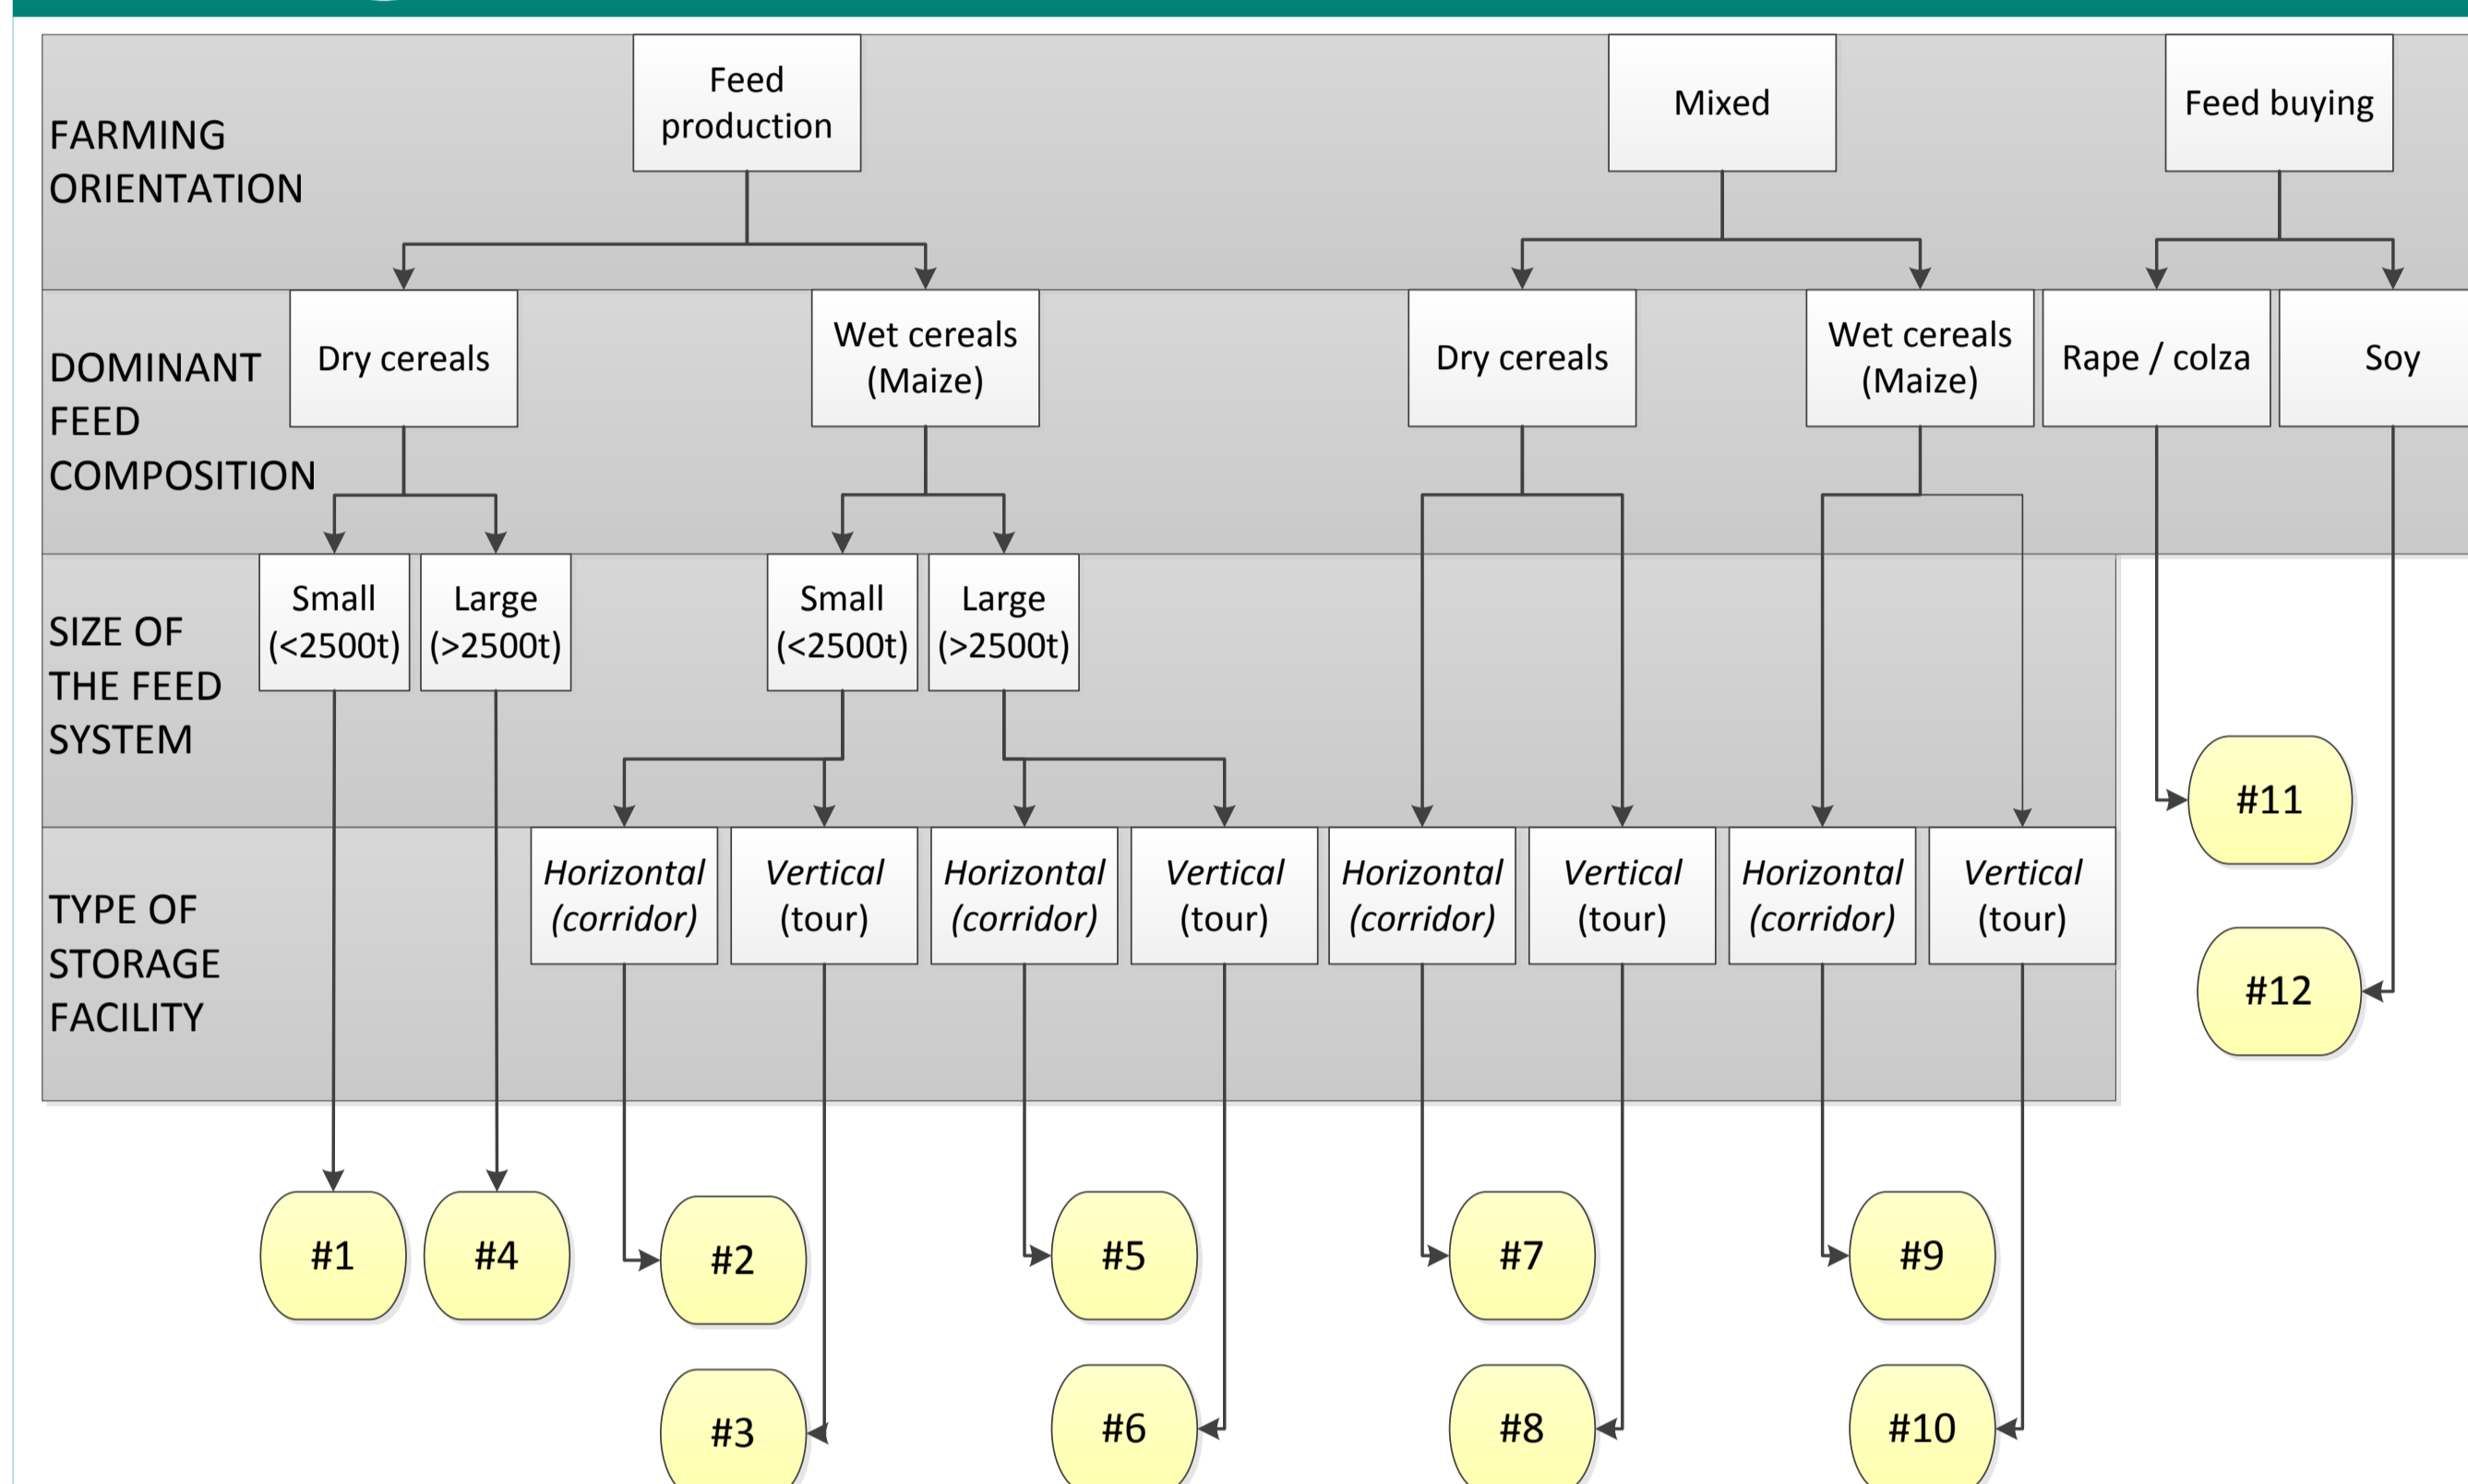 Feed
production
Mixed
Feed buying
FARMING
ORIENTATION
Dry cereals
Wet cereals
(Maize)
Dry cereals
Wet cereals
(Maize)
Rape / colza
Soy
DOMINANT
FEED
COMPOSITION
Small
(<2500t)
Large
(>2500t)
Small
(<2500t)
Large
(>2500t)
SIZE OF
THE FEED
SYSTEM
#11
Horizontal
(corridor)
Vertical
(tour)
Horizontal
(corridor)
Vertical
(tour)
Horizontal
(corridor)
Vertical
(tour)
Horizontal
(corridor)
Vertical
(tour)
TYPE OF
STORAGE
FACILITY
#12
#1
#4
#2
#5
#7
#9
#3
#6
#8
#10